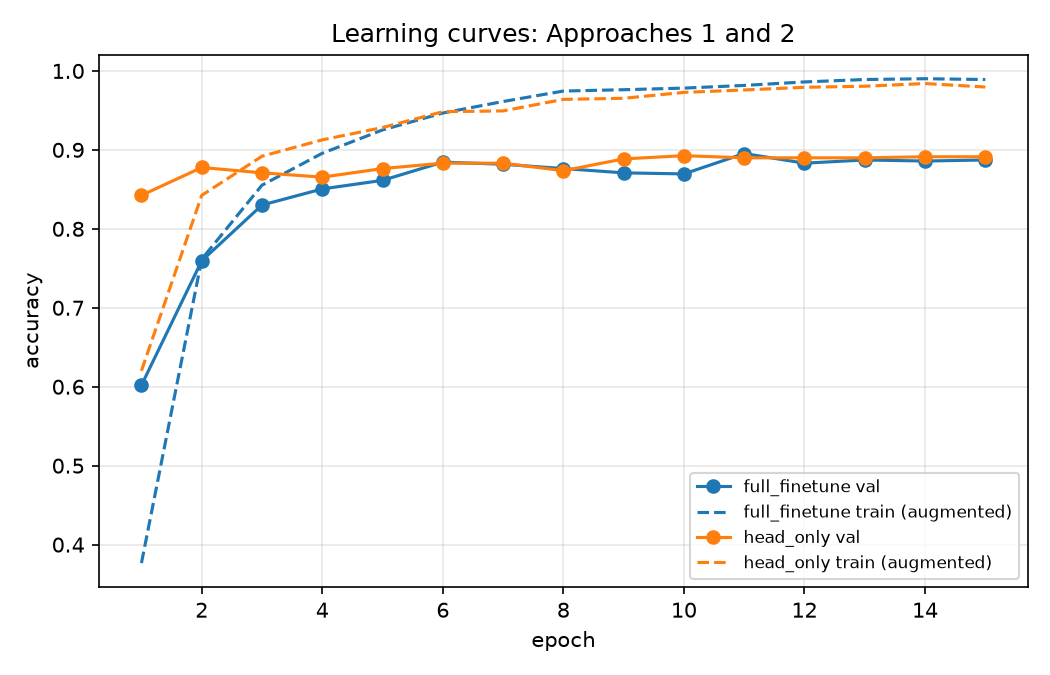 Learning curves: Approaches 1 and 2
1.0
0.9
0.8
0.7
0.6
0.5
0.4
accuracy
full_finetune val
full_finetune train (augmented)
head_only val
head_only train (augmented)
2 4 6 8 10 12 14
epoch